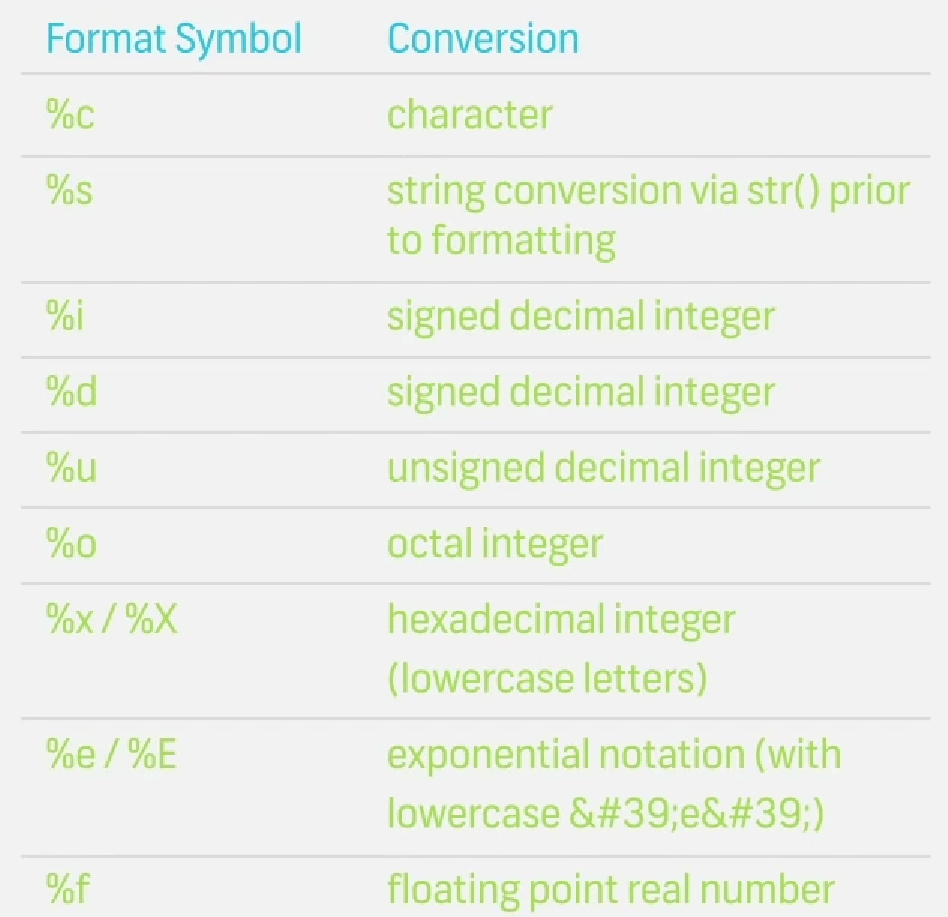 Format Symbol Conversion
%c character
%s string conversion via str() prior
to formatting
%i signed decimal integer
%d signed decimal integer
%u unsigned decimal integer
%o octal integer
%x / %X hexadecimal integer
(lowercase letters)
%e / %E exponential notation (with
lowercase &#39;e&#39;)
%f floating point real number